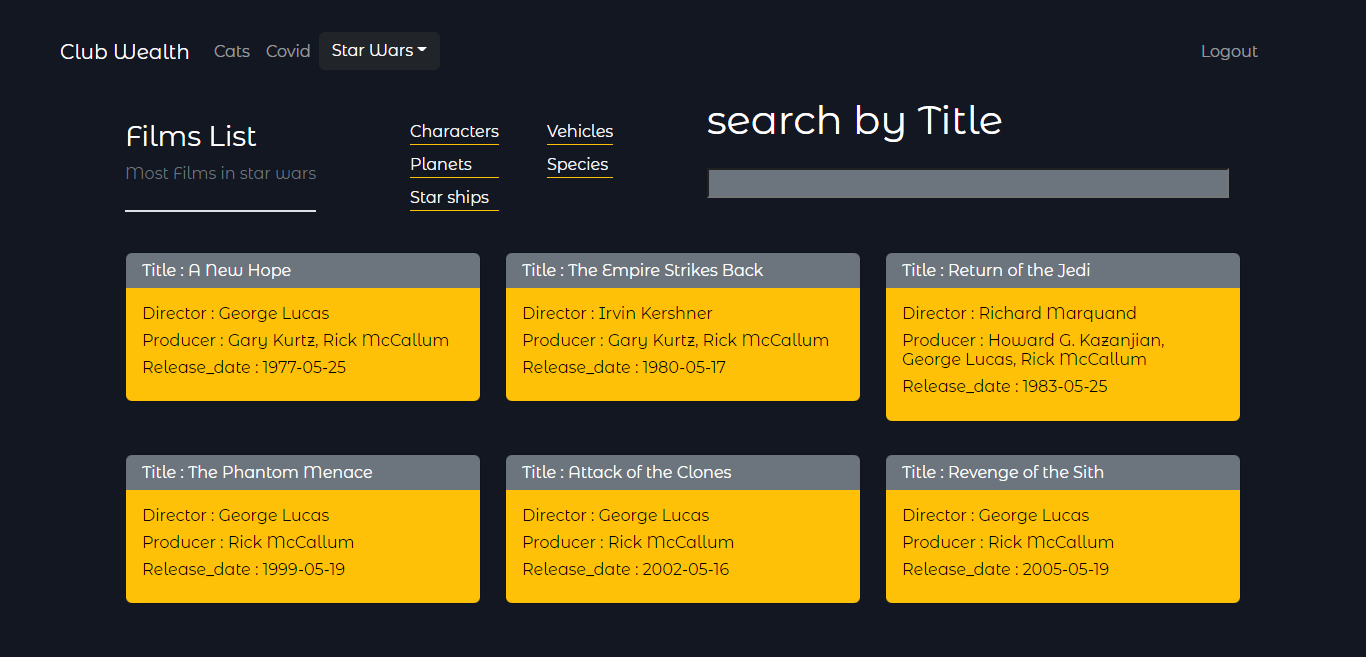 Club Wealth Cats Covid Star Wars Logout
Films List
Most Films in star wars
Characters
Planets
Star ships
Vehicles
Species
search by Title
Title : A New Hope
Director : George Lucas
Producer : Gary Kurtz, Rick McCallum
Release_date : 1977-05-25
Title : The Empire Strikes Back
Director : Irvin Kershner
Producer : Gary Kurtz, Rick McCallum
Release_date : 1980-05-17
Title : Return of the Jedi
Director : Richard Marquand
Producer : Howard G. Kazanjian,
George Lucas, Rick McCallum
Release_date : 1983-05-25
Title : The Phantom Menace
Director : George Lucas
Producer : Rick McCallum
Release_date : 1999-05-19
Title : Attack of the Clones
Director : George Lucas
Producer : Rick McCallum
Release_date : 2002-05-16
Title : Revenge of the Sith
Director : George Lucas
Producer : Rick McCallum
Release_date : 2005-05-19